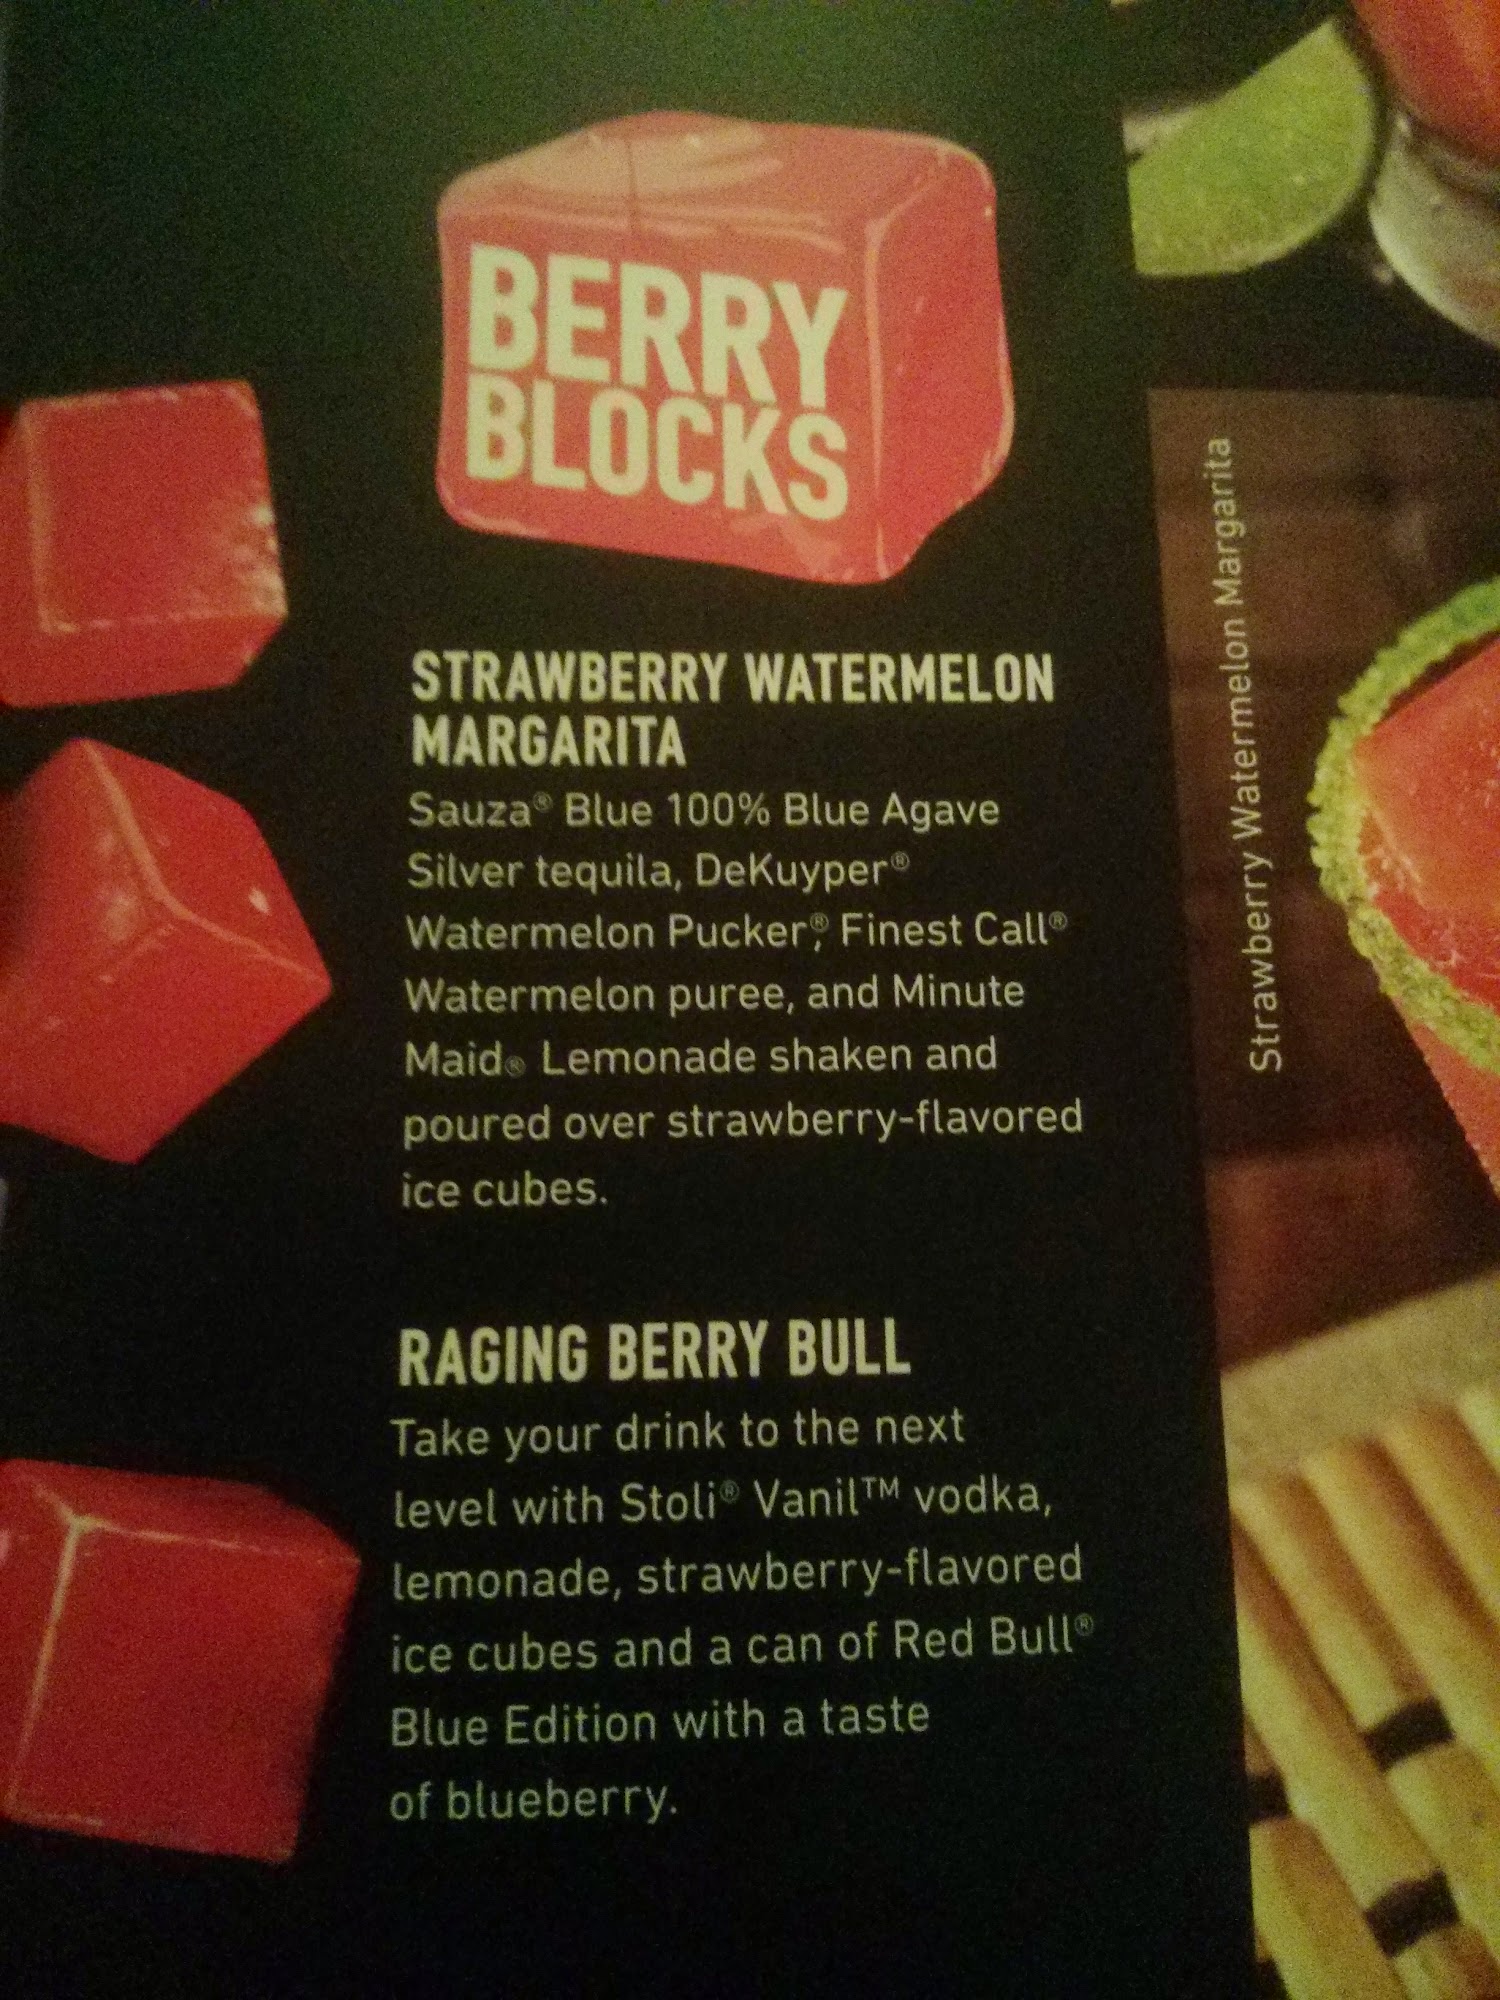 BERRY
BLOCKS
STRAWBERRY WATERMELON
MARGARITA
Sauza® Blue 100% Blue Agave
Silver tequila, DeKuyper®
Watermelon Pucker®, Finest Call®
Watermelon puree, and Minute
Maid® Lemonade shaken and
poured over strawberry-flavored
ice cubes.
RAGING BERRY BULL
Take your drink to the next
level with Stoli® Vanil™ vodka,
lemonade, strawberry-flavored
ice cubes and a can of Red Bull®
Blue Edition with a taste
of blueberry.
Strawberry Watermelon Margarita